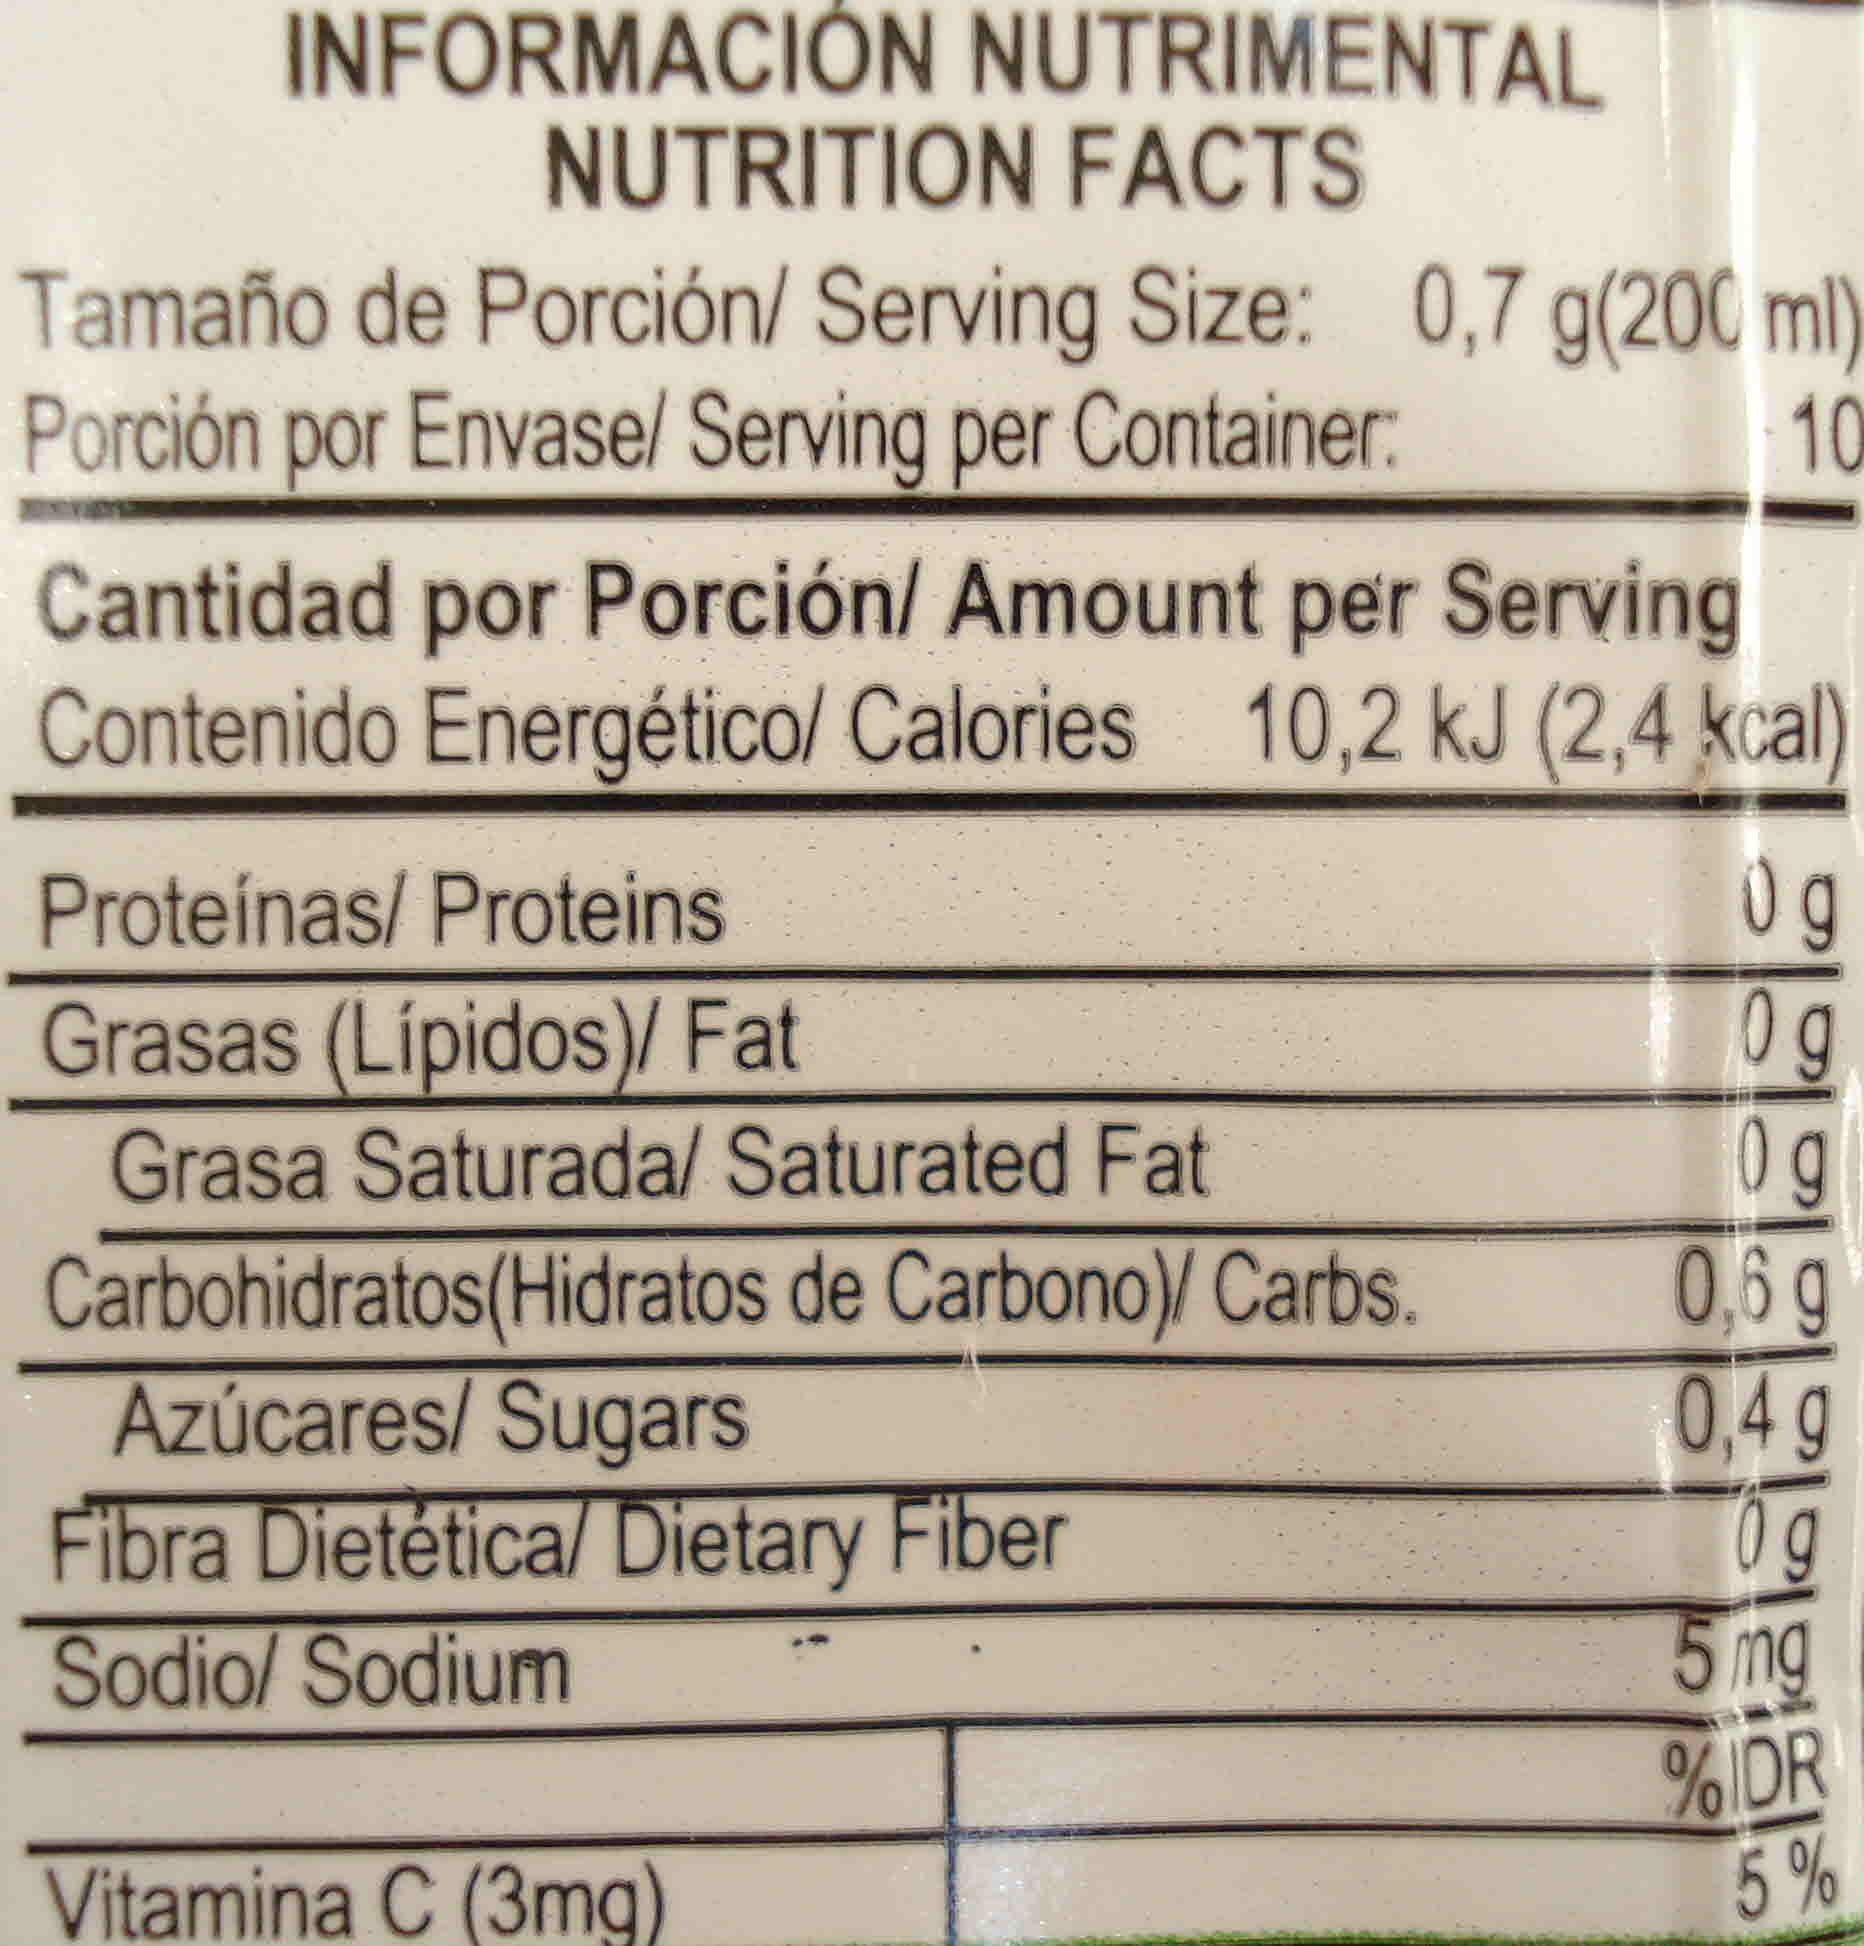 INFORMACIÓN NUTRIMENTAL
NUTRITION FACTS
Tamaño de Porción/ Serving Size: 0,7 g(200 ml)
Porción por Envase/ Serving per Container: 10
Cantidad por Porción/ Amount per Serving
Contenido Energético/ Calories 10,2 kJ (2,4 kcal)
Proteínas/ Proteins 0 g
Grasas (Lípidos)/ Fat 0 g
Grasa Saturada/ Saturated Fat 0 g
Carbohidratos(Hidratos de Carbono)/ Carbs. 0,6 g
Azúcares/ Sugars 0,4 g
Fibra Dietética/ Dietary Fiber 0 g
Sodio/ Sodium 5 mg
%IDR
Vitamina C (3mg) 5 %